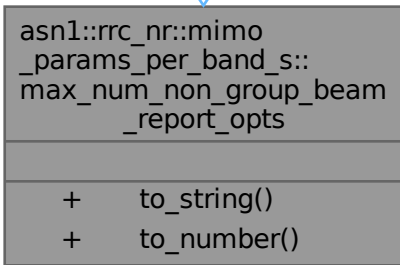 asn1::rrc_nr::mimo
_params_per_band_s::
max_num_non_group_beam
_report_opts
+ to_string()
+ to_number()